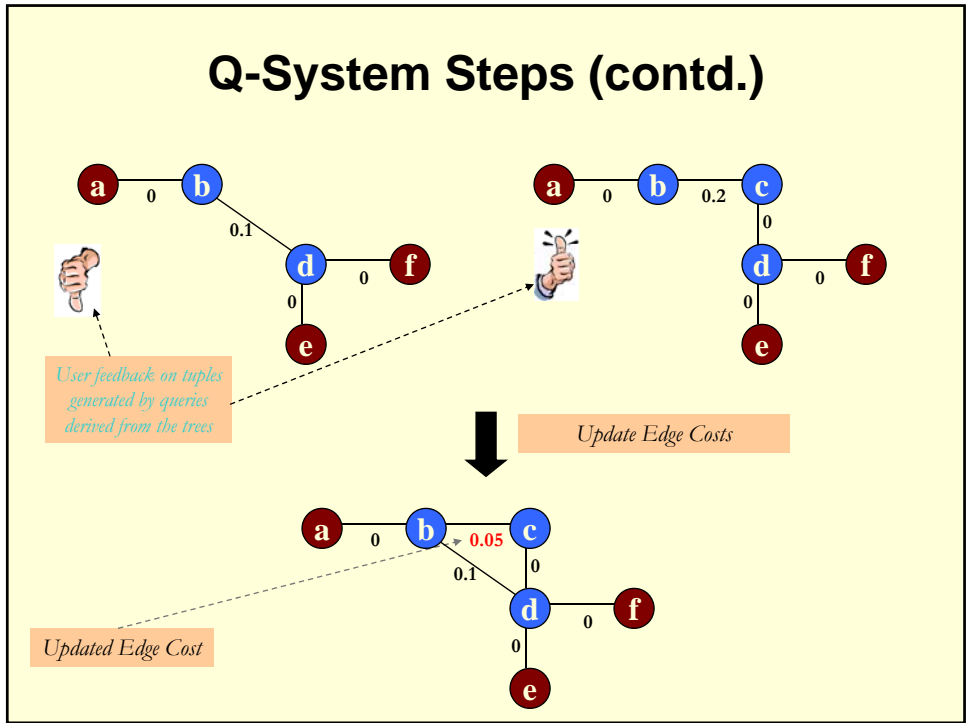 Q-System Steps (contd.)
a
0
b
0.1
d
0
f
0
e
a
0
b
0.2
c
0
d
0
f
0
e
User feedback on tuples
generated by queries
derived from the trees
Update Edge Costs
a
0
b
0.05
c
0.1
0
d
0
f
0
e
Updated Edge Cost